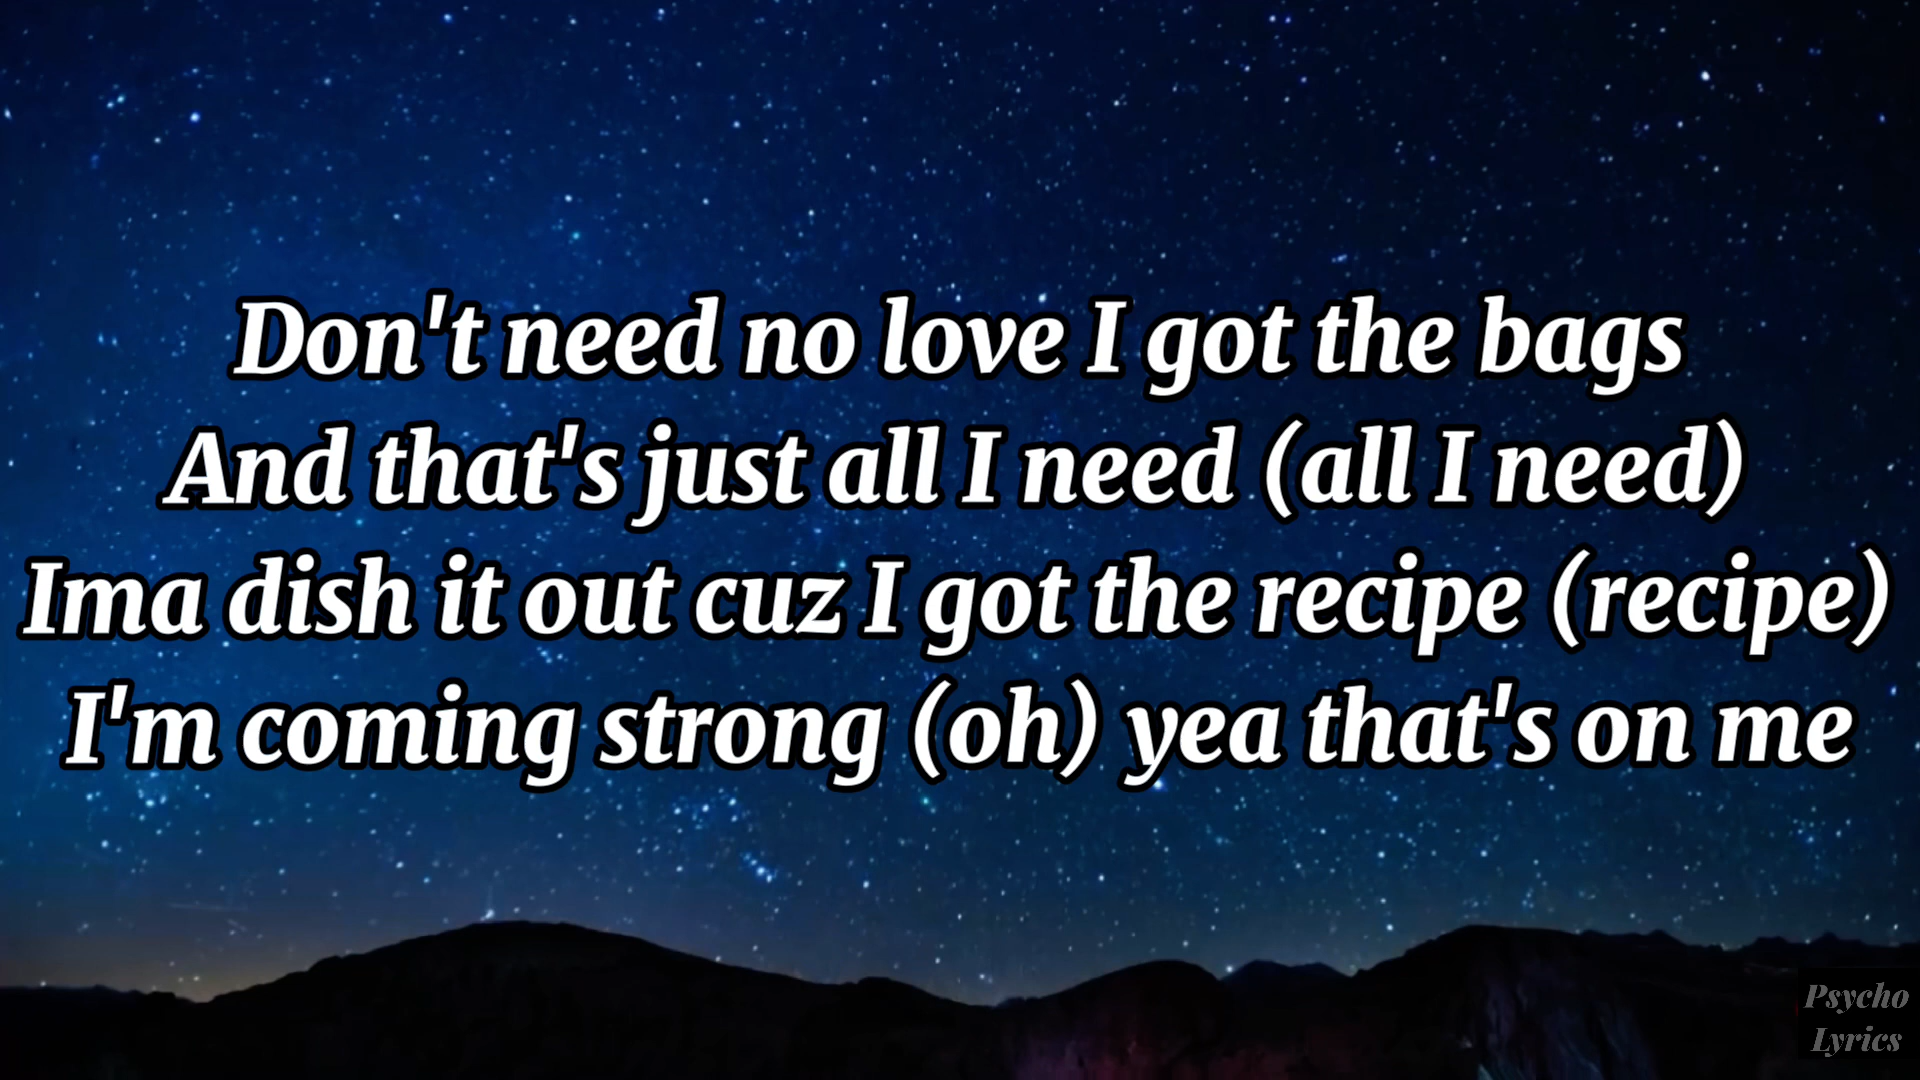 Don't need no love I got the bags
And that's just all I need (all I need)
Ima dish it out cuz I got the recipe (recipe)
I'm coming strong (oh) yea that's on me
Psycho
Lyrics